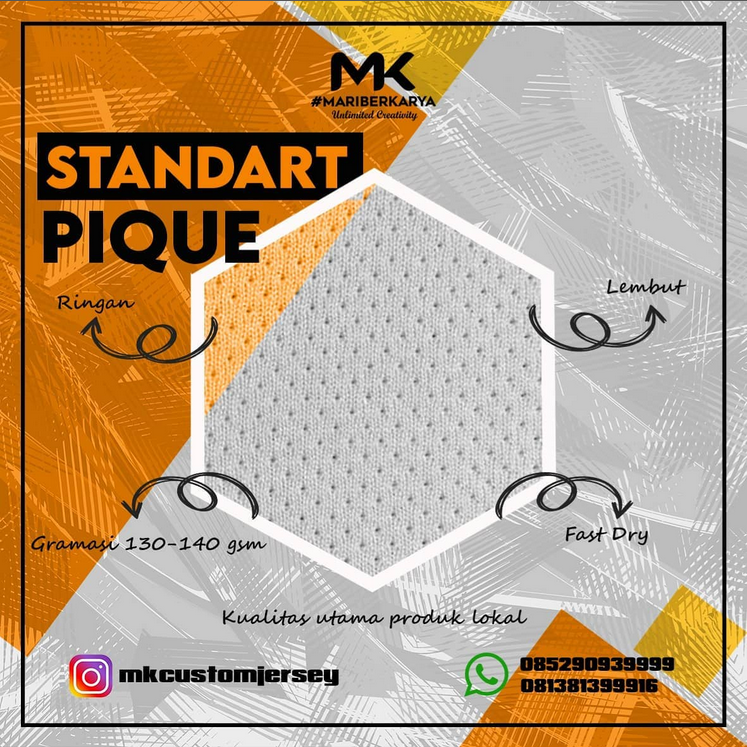 MK
#MARIBERKARYA
Unlimited Creativity
STANDART
PIQUE
Ringan
Lembut
Gramasi 130-140 gsm
Fast Dry
Kualitas utama produk lokal
mkcustomjersey
085290939999
081381399916